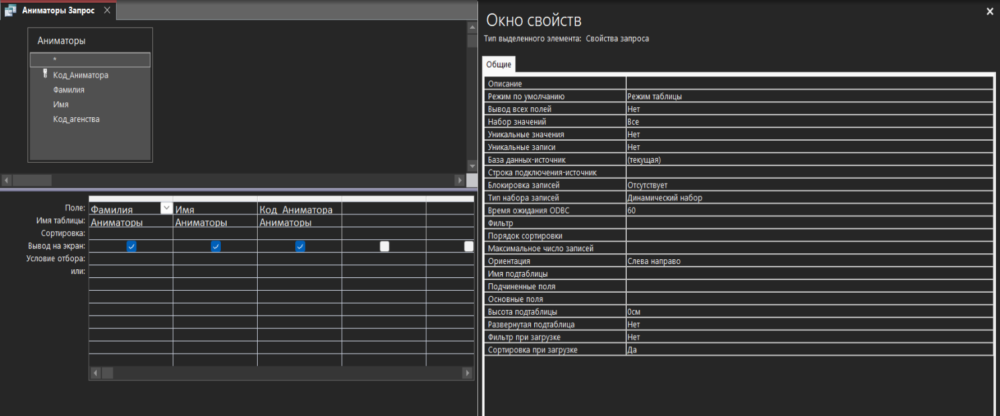 Аниматоры Запрос
Аниматоры
*
Код_Аниматора
Фамилия
Имя
Код_агенства
Поле: Фамилия Имя Код_Аниматора
Имя таблицы: Аниматоры Аниматоры Аниматоры
Сортировка:
Вывод на экран:
Условие отбора:
или:
Окно свойств
Тип выделенного элемента: Свойства запроса
Общие
Описание
Режим по умолчанию Режим таблицы
Вывод всех полей Нет
Набор значений Все
Уникальные значения Нет
Уникальные записи Нет
База данных-источник (текущая)
Строка подключения-источник
Блокировка записей Отсутствует
Тип набора записей Динамический набор
Время ожидания ODBC 60
Фильтр
Порядок сортировки
Максимальное число записей
Ориентация Слева направо
Имя подтаблицы
Подчиненные поля
Основные поля
Высота подтаблицы 0см
Развернутая подтаблица Нет
Фильтр при загрузке Нет
Сортировка при загрузке Да